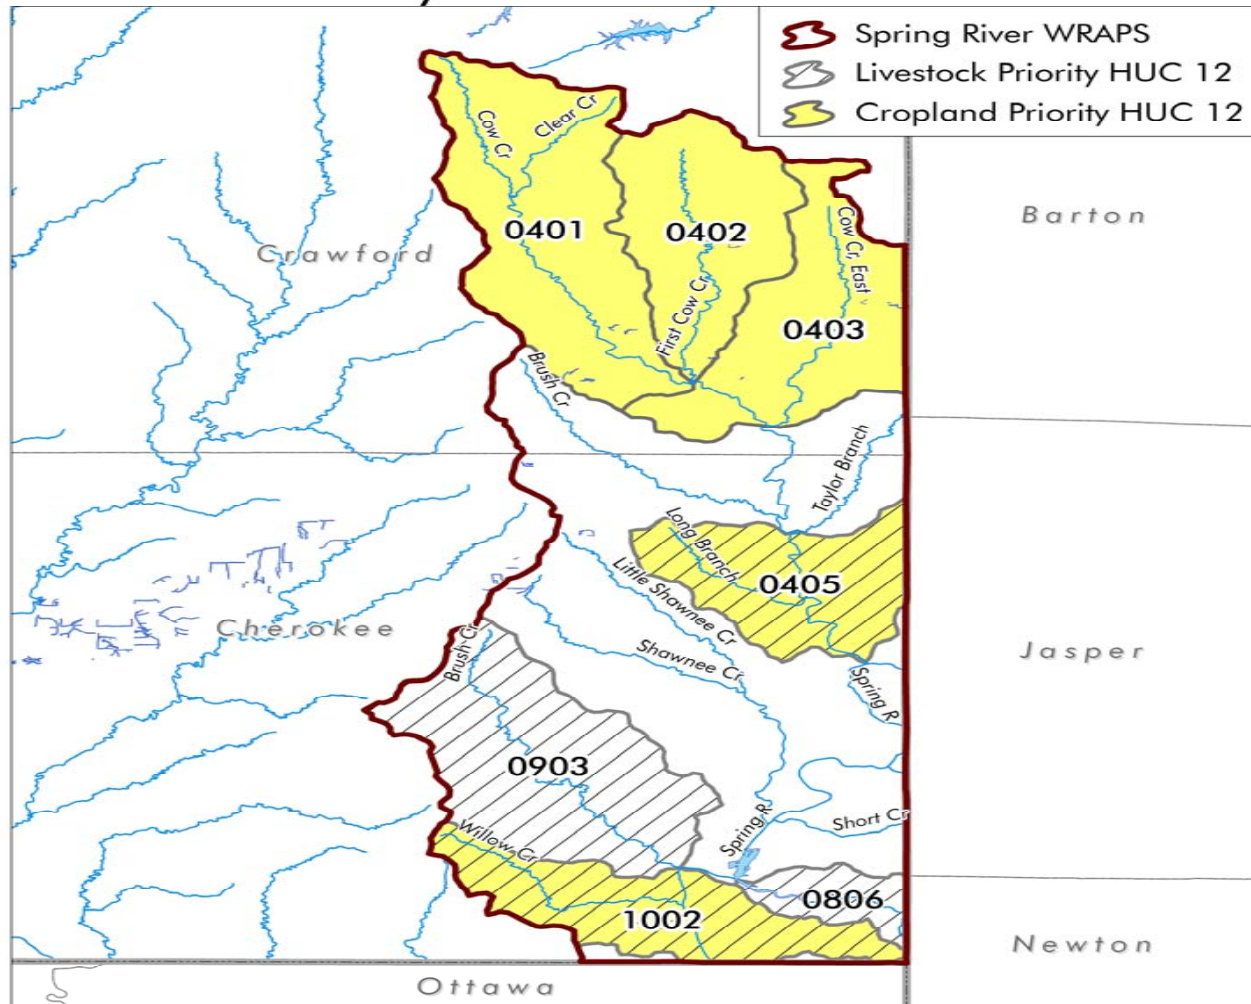 Spring River WRAPS
Livestock Priority HUC 12
Cropland Priority HUC 12
Cow Cr
Clear Cr
Barton
0401
0402
Cow Cr, East
Crawford
First Cow Cr
0403
Brush Cr
Taylor Branch
Long Branch
0405
Little Shawnee Cr
Cherokee
Brush Cr
Shawnee Cr
Jasper
Spring R
0903
Spring R
Short Cr
Willow Cr
0806
1002
Newton
Ottawa